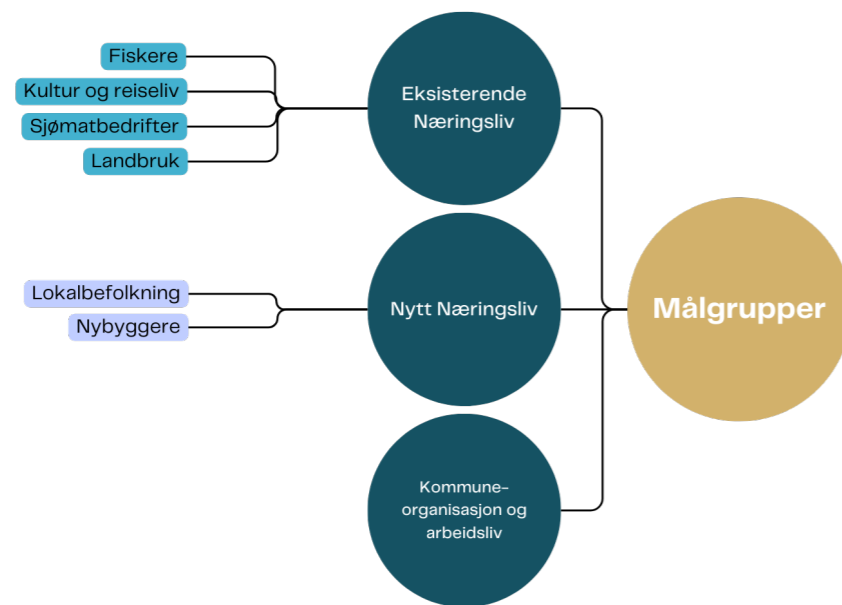 Fiskere
Kultur og reiseliv
Sjømatbedrifter
Landbruk
Eksisterende
Næringsliv
Lokalbefolkning
Nybyggere
Nytt Næringsliv
Målgrupper
Kommune-
organisasjon og
arbeidsliv